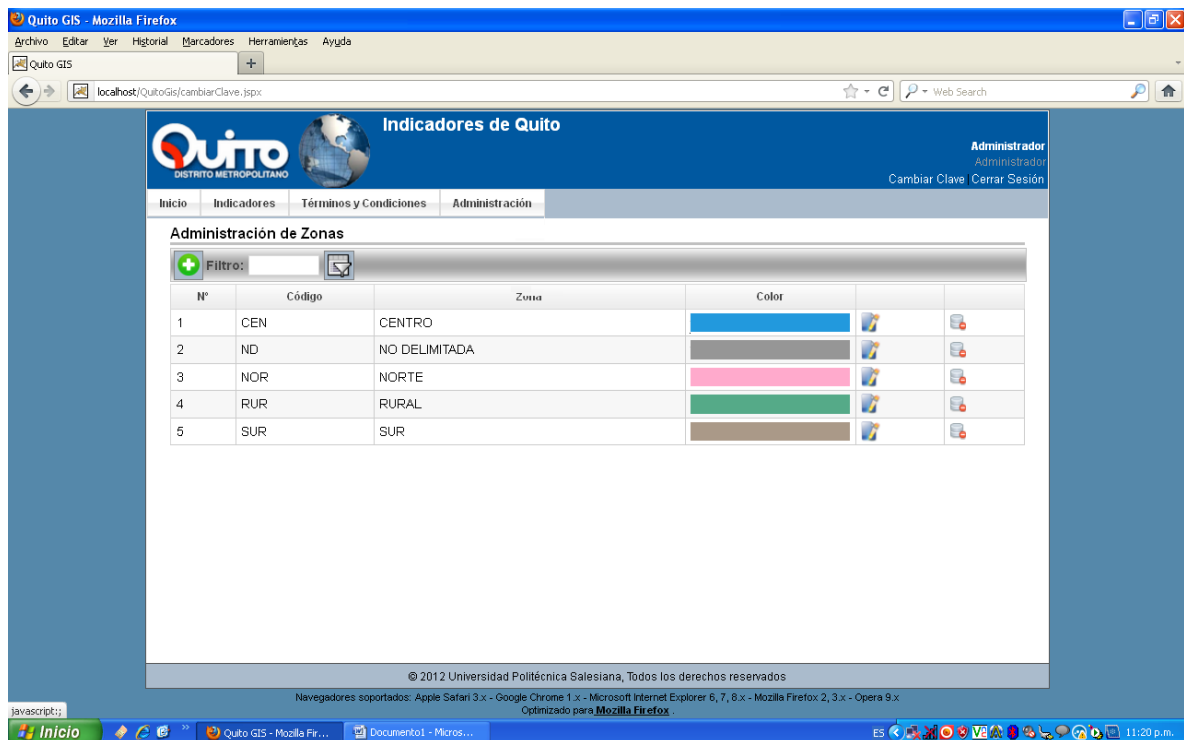 Quito GIS - Mozilla Firefox
Archivo Editar Ver Historial Marcadores Herramientas Ayuda
Quito GIS
localhost/QuitoGis/cambiarClave.jspx
Web Search
QUITO
DISTRITO METROPOLITANO
Indicadores de Quito
Administrador
Administrador
Cambiar Clave|Cerrar Sesión
Inicio Indicadores Términos y Condiciones Administración
Administración de Zonas
Filtro:
N° Código Zona Color
1 CEN CENTRO
2 ND NO DELIMITADA
3 NOR NORTE
4 RUR RURAL
5 SUR SUR
© 2012 Universidad Politécnica Salesiana, Todos los derechos reservados
Navegadores soportados: Apple Safari 3.x - Google Chrome 1.x - Microsoft Internet Explorer 6, 7, 8.x - Mozilla Firefox 2, 3.x - Opera 9.x
Optimizado para Mozilla Firefox .
javascript:;
Inicio Quito GIS - Mozilla Fir... Documento1 - Micros... ES 11:20 p.m.